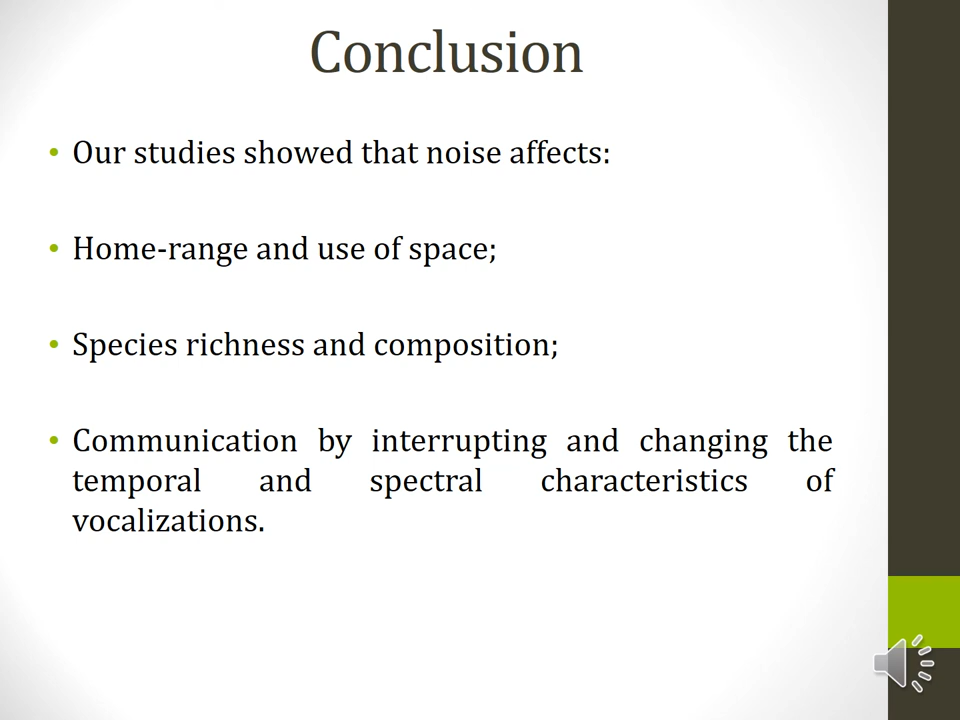 Conclusion
• Our studies showed that noise affects:
• Home-range and use of space;
• Species richness and composition;
• Communication by interrupting and changing the
temporal and spectral characteristics of
vocalizations.